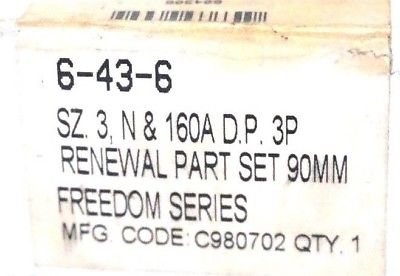 6-43-6
SZ. 3, N & 160A D.P. 3P
RENEWAL PART SET 90MM
FREEDOM SERIES
MFG. CODE: C980702 QTY. 1